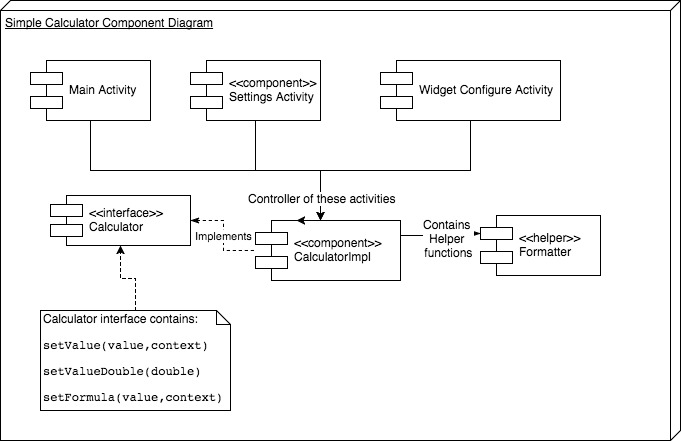 Simple Calculator Component Diagram
Main Activity
<<component>>
Settings Activity
Widget Configure Activity
Controller of these activities
<<interface>>
Calculator
Implements
<<component>>
CalculatorImpl
Contains
Helper
functions
<<helper>>
Formatter
Calculator interface contains:
setValue(value,context)
setValueDouble(double)
setFormula(value,context)